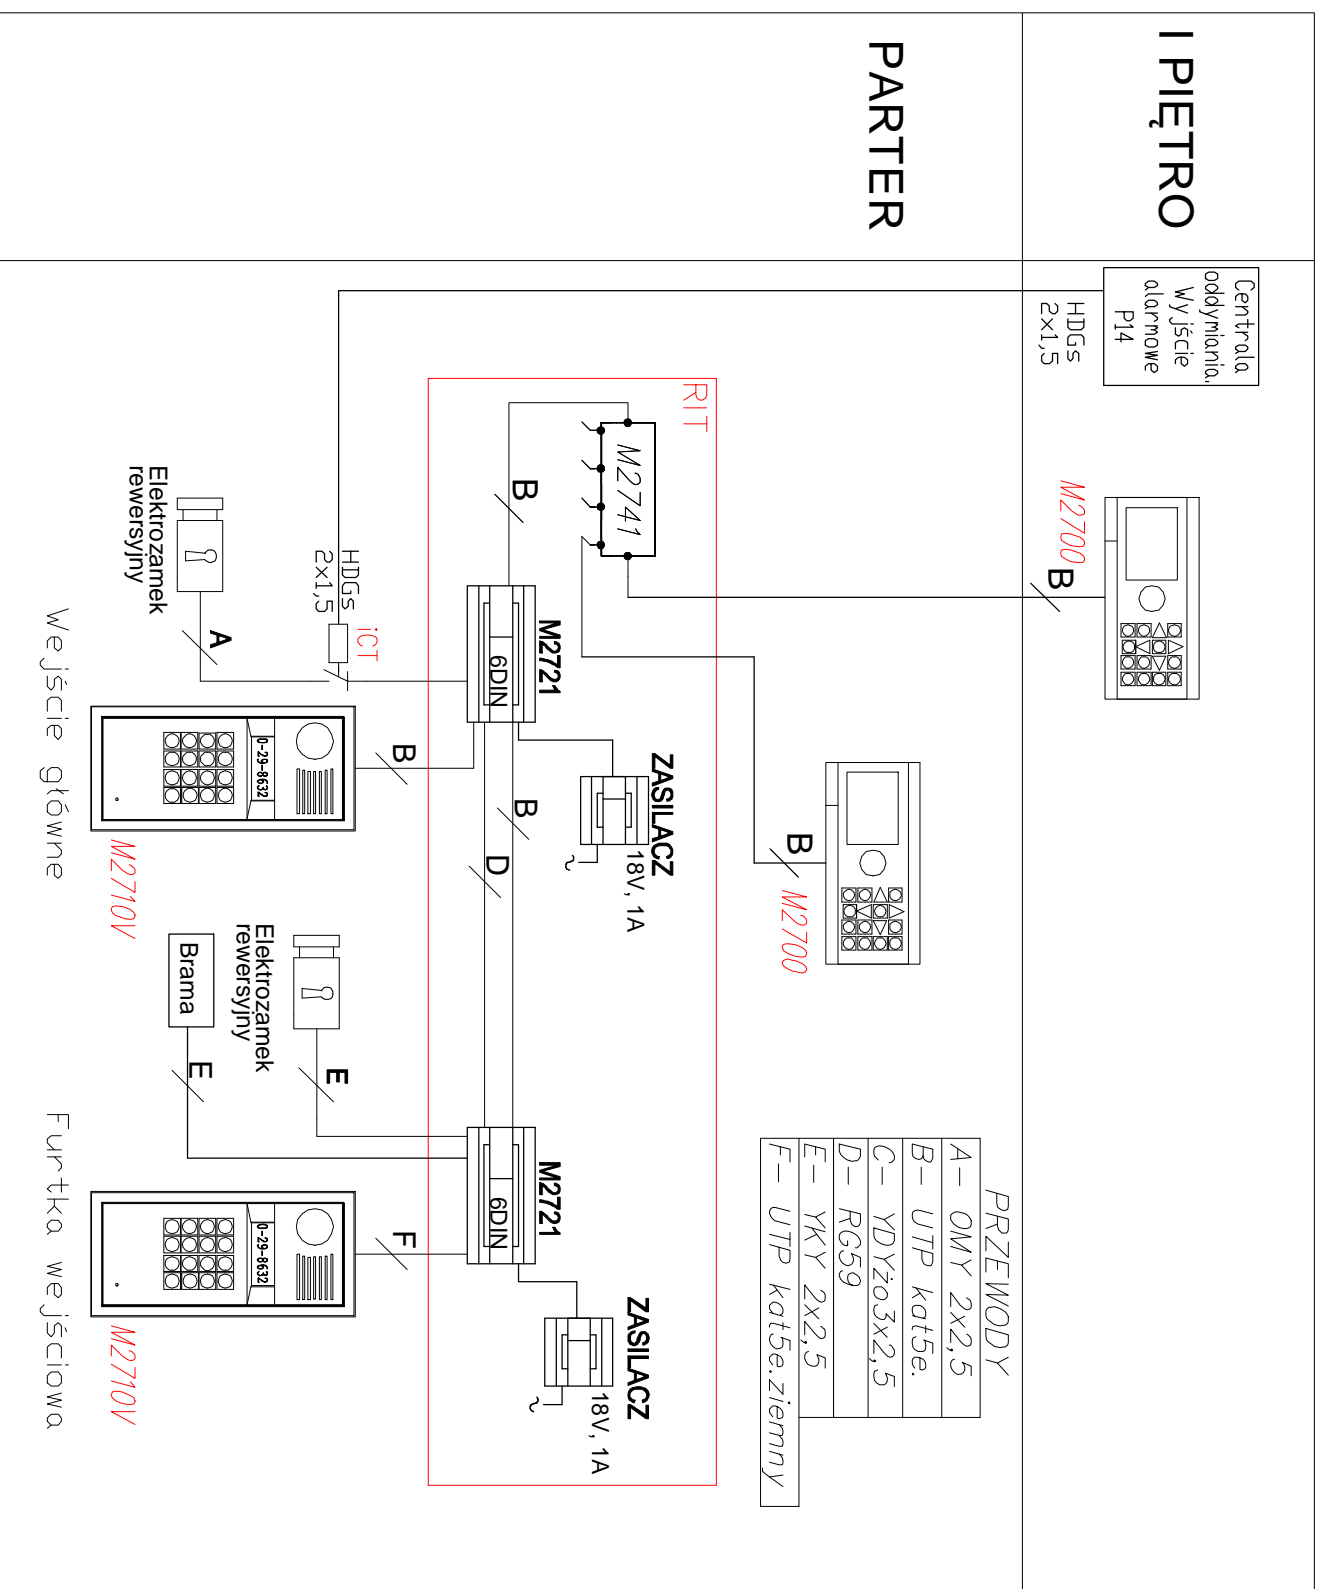 I PIĘTRO
PARTER
Centrala
oddymiania.
Wyjście
alarmowe
P14
HDGs
2x1,5
M2700
B
RIT
M2741
B
B
M2700
HDGs
2x1,5
iCT
M2721
6DIN
ZASILACZ
18V, 1A
~
Elektrozamek
rewersyjny
A
B
B
D
0-29-8632
M2710V
Wejście główne
Elektrozamek
rewersyjny
E
Brama
E
M2721
6DIN
ZASILACZ
18V, 1A
~
F
0-29-8632
M2710V
Furtka wejściowa
PRZEWODY
A- OMY 2x2,5
B- UTP kat5e.
C- YDYżo3x2,5
D- RG59
E- YKY 2x2,5
F- UTP kat5e.ziemny